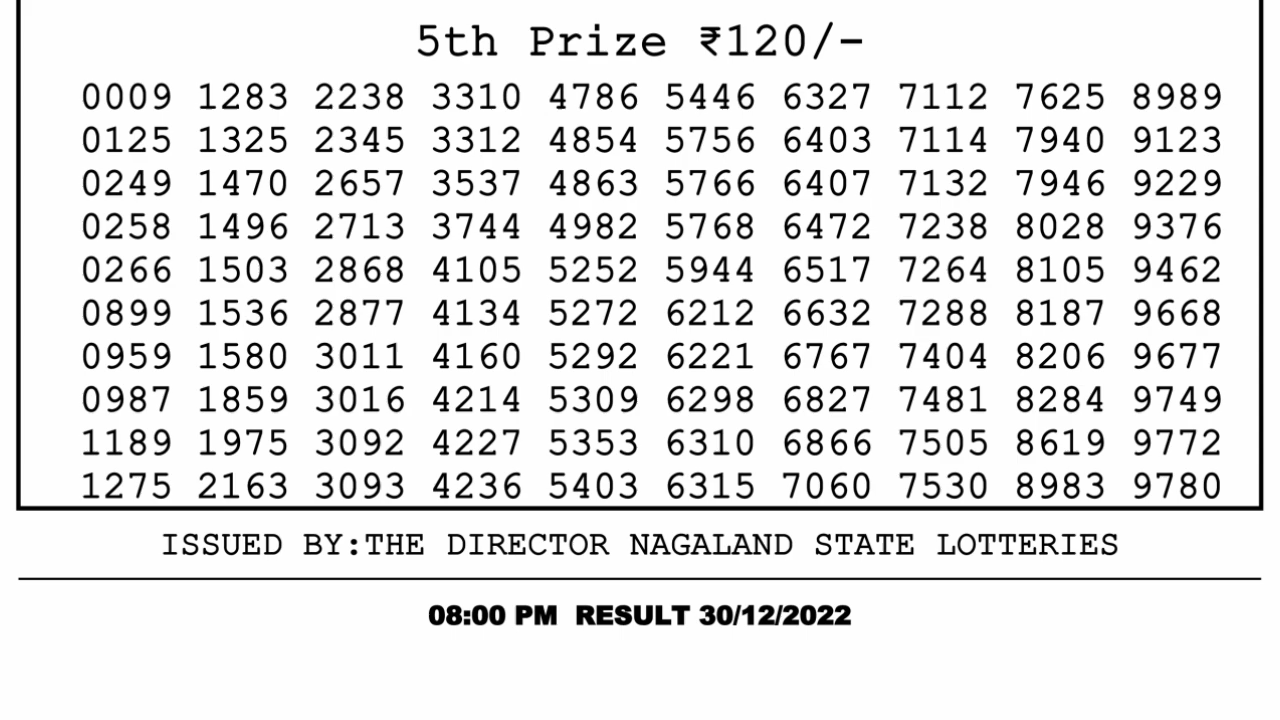 5th Prize ₹120/-
0009 1283 2238 3310 4786 5446 6327 7112 7625 8989
0125 1325 2345 3312 4854 5756 6403 7114 7940 9123
0249 1470 2657 3537 4863 5766 6407 7132 7946 9229
0258 1496 2713 3744 4982 5768 6472 7238 8028 9376
0266 1503 2868 4105 5252 5944 6517 7264 8105 9462
0899 1536 2877 4134 5272 6212 6632 7288 8187 9668
0959 1580 3011 4160 5292 6221 6767 7404 8206 9677
0987 1859 3016 4214 5309 6298 6827 7481 8284 9749
1189 1975 3092 4227 5353 6310 6866 7505 8619 9772
1275 2163 3093 4236 5403 6315 7060 7530 8983 9780
ISSUED BY:THE DIRECTOR NAGALAND STATE LOTTERIES
08:00 PM RESULT 30/12/2022